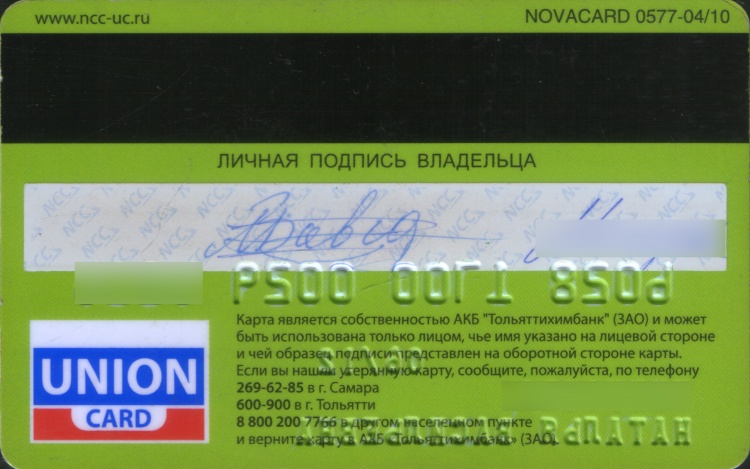 www.ncc-uc.ru NOVACARD 0577-04/10
ЛИЧНАЯ ПОДПИСЬ ВЛАДЕЛЬЦА
Карта является собственностью АКБ "Тольяттихимбанк" (ЗАО) и может
быть использована только лицом, чье имя указано на лицевой стороне
и чей образец подписи представлен на оборотной стороне карты.
Если вы нашли утерянную карту, сообщите, пожалуйста, по телефону
269-62-85 в г. Самара
600-900 в г. Тольятти
8 800 200 7766 в другом населенном пункте
и верните карту в АКБ «Тольяттихимбанк» (ЗАО).
UNION
CARD